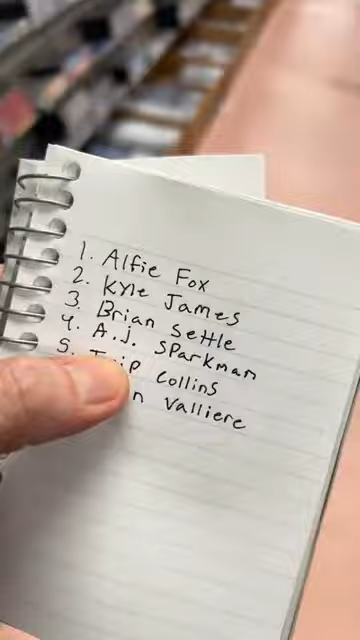 1. Alfie Fox
2. Kyle James
3. Brian Settle
4. A.J. Sparkman
5. Collins
Valliere